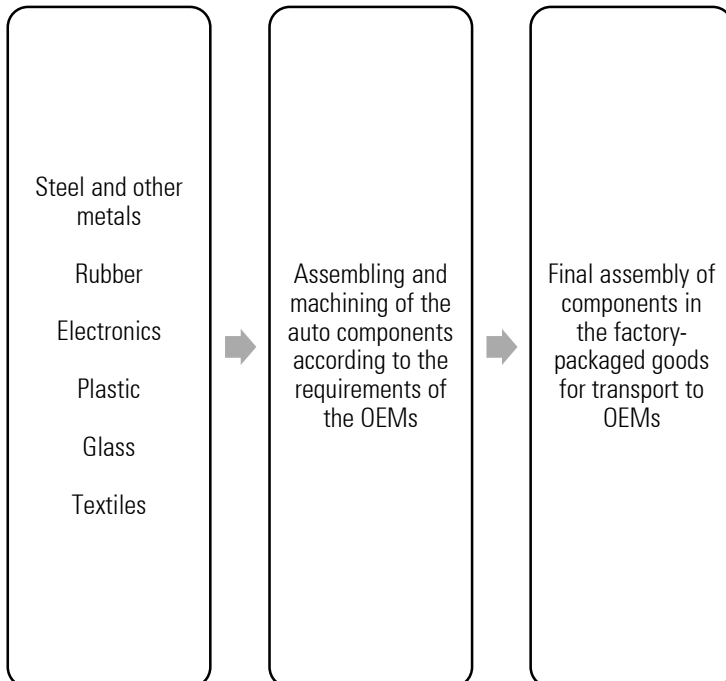 Steel and other
metals
Rubber
Electronics
Plastic
Glass
Textiles
Assembling and
machining of the
auto components
according to the
requirements of
the OEMs
Final assembly of
components in
the factory-
packaged goods
for transport to
OEMs